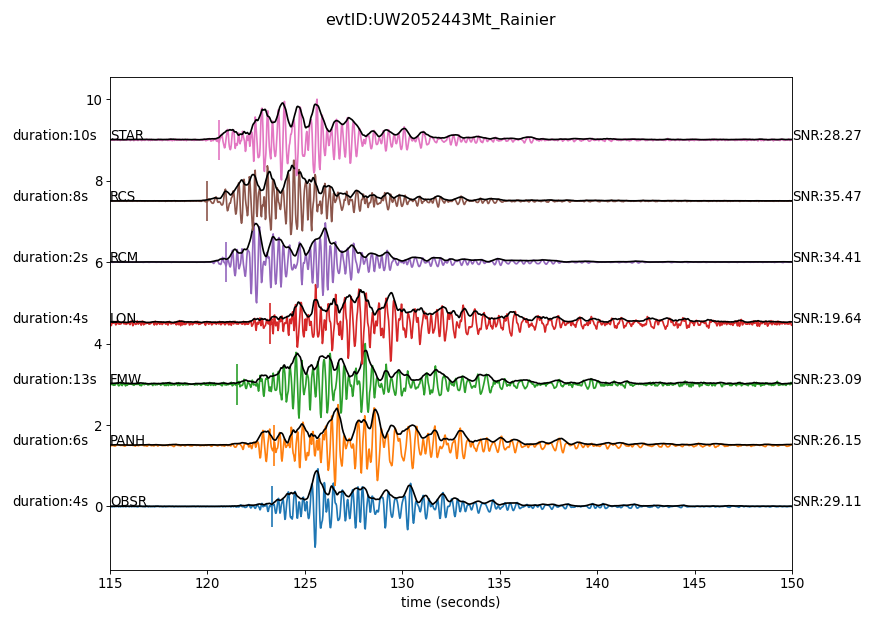 evtID:UW2052443Mt_Rainier
10
duration:10s STAR SNR:28.27
8
duration:8s RCS SNR:35.47
duration:2s RCM SNR:34.41
6
duration:4s LON SNR:19.64
4
duration:13s FMW SNR:23.09
2
duration:6s PANH SNR:26.15
duration:4s OBSR SNR:29.11
0
115 120 125 130 135 140 145 150
time (seconds)